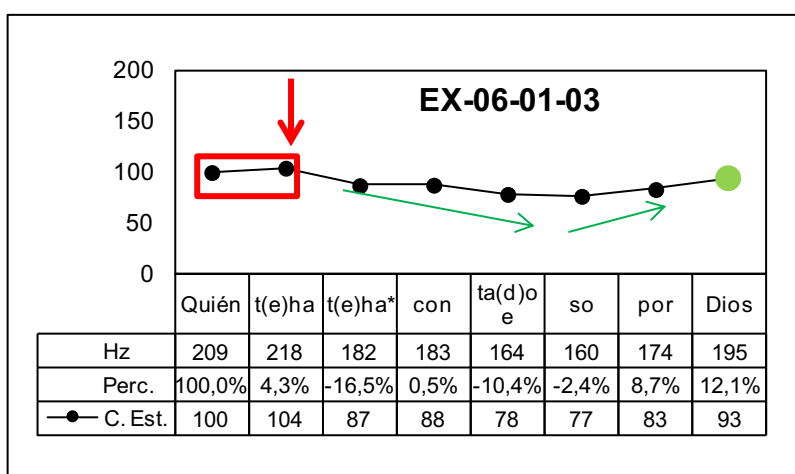 EX-06-01-03
200
150
100
50
0
Quién t(e)ha t(e)ha* con ta(d)o e so por Dios
Hz 209 218 182 183 164 160 174 195
Perc. 100,0% 4,3% -16,5% 0,5% -10,4% -2,4% 8,7% 12,1%
C. Est. 100 104 87 88 78 77 83 93